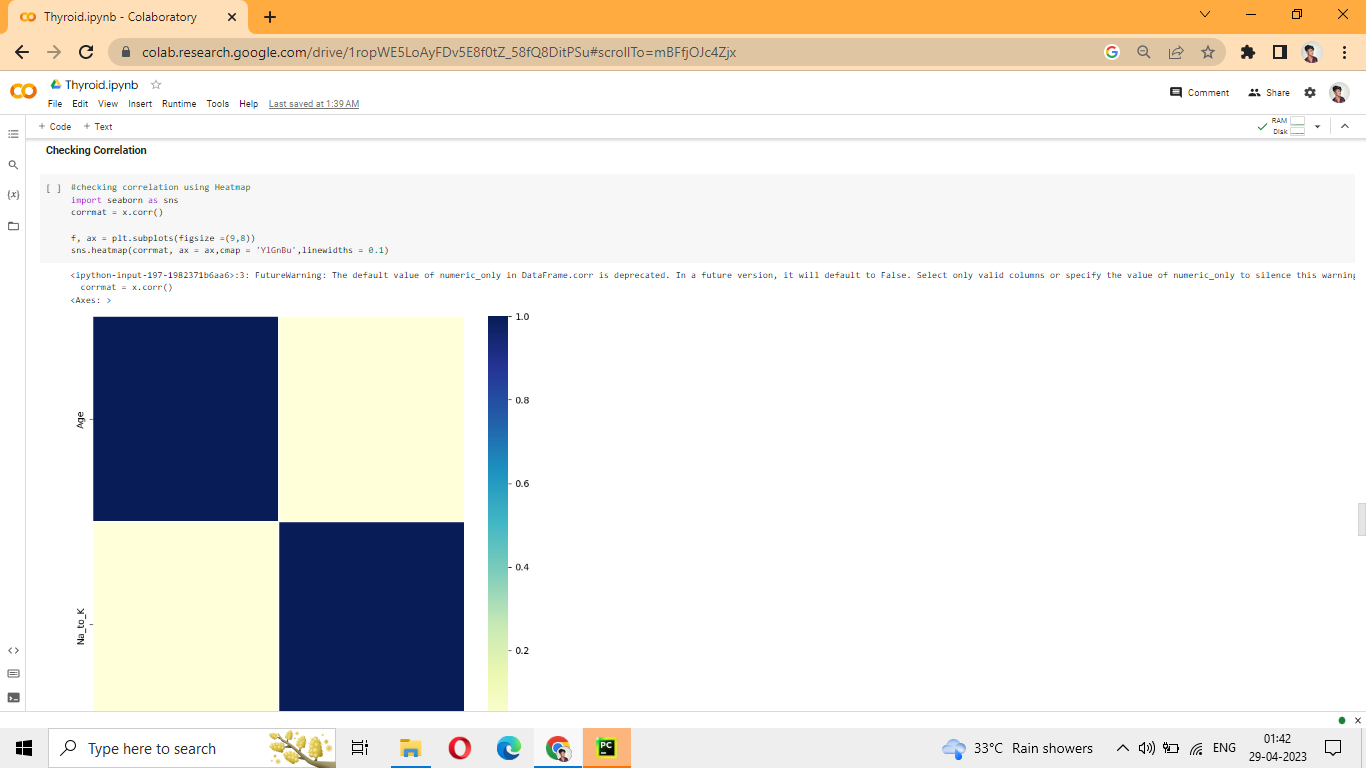 Thyroid.ipynb - Colaboratory
colab.research.google.com/drive/1ropWE5LoAyFDv5E8f0tZ_58fQ8DitPSu#scrollTo=mBFfjOJc4Zjx
Thyroid.ipynb
File Edit View Insert Runtime Tools Help Last saved at 1:39 AM
Comment Share
+ Code + Text
RAM
Disk
Checking Correlation
[ ] #checking correlation using Heatmap
import seaborn as sns
corrmat = x.corr()
f, ax = plt.subplots(figsize =(9,8))
sns.heatmap(corrmat, ax = ax,cmap = 'YlGnBu',linewidths = 0.1)
<ipython-input-197-1982371b6aa6>:3: FutureWarning: The default value of numeric_only in DataFrame.corr is deprecated. In a future version, it will default to False. Select only valid columns or specify the value of numeric_only to silence this warning
corrmat = x.corr()
<Axes: >
1.0
0.8
Age
0.6
0.4
Na_to_K
0.2
Type here to search
PC
33°C Rain showers
ENG
01:42
29-04-2023